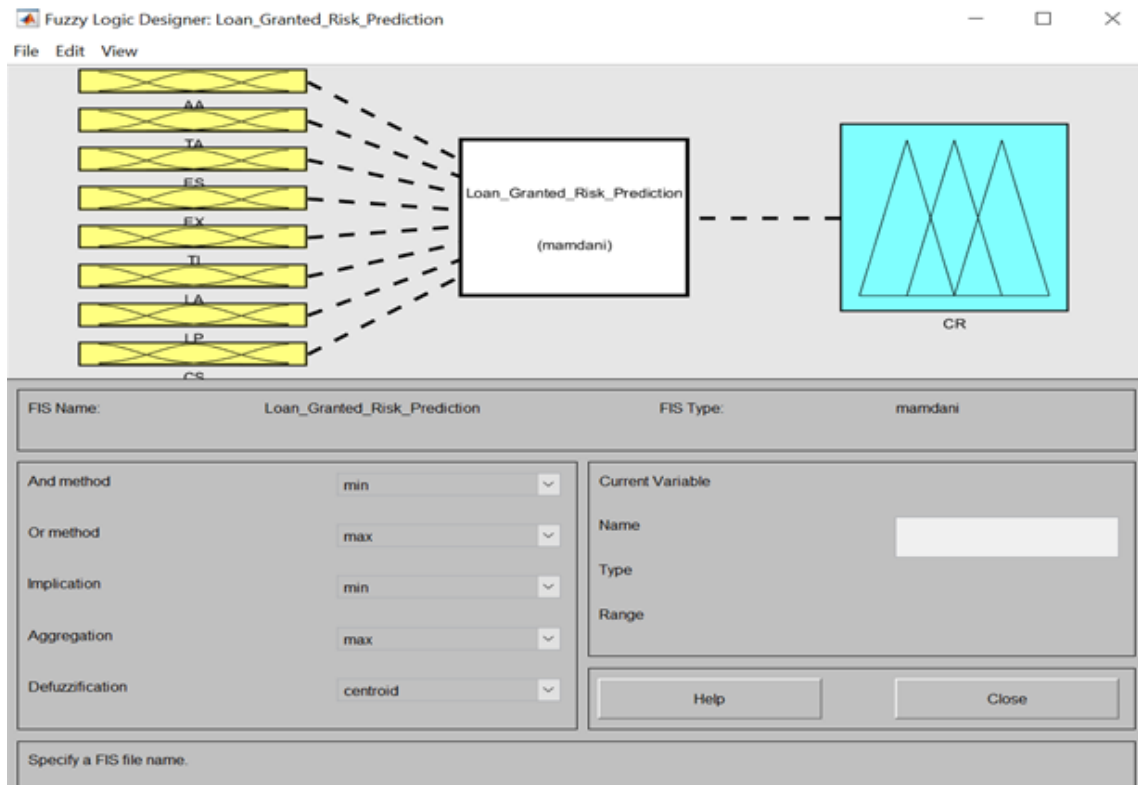 Fuzzy Logic Designer: Loan_Granted_Risk_Prediction
File Edit View
AA
TA
ES
EX
TI
LA
LP
CS
Loan_Granted_Risk_Prediction
(mamdani)
CR
FIS Name: Loan_Granted_Risk_Prediction FIS Type: mamdani
And method min
Or method max
Implication min
Aggregation max
Defuzzification centroid
Current Variable
Name
Type
Range
Help Close
Specify a FIS file name.